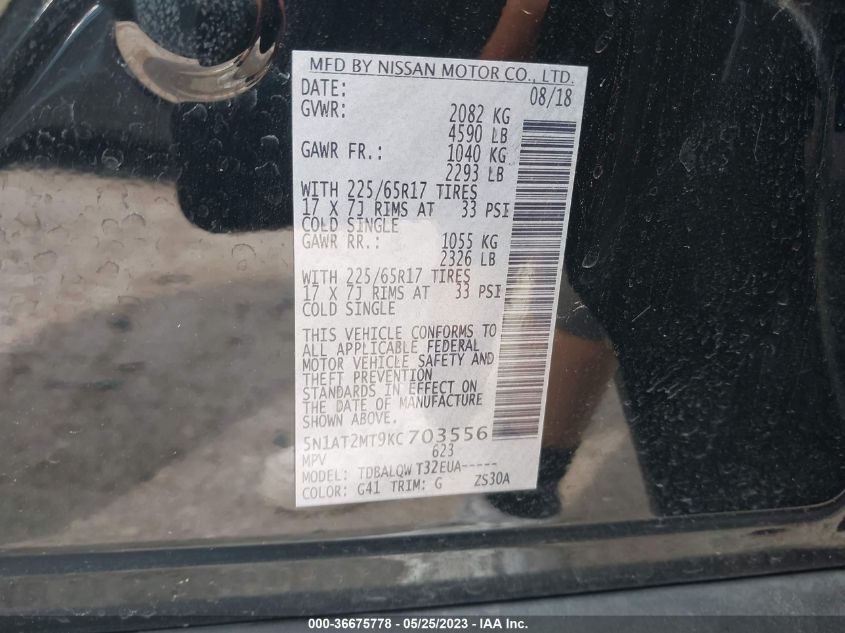 MFD BY NISSAN MOTOR CO., LTD.
DATE: 08/18
GVWR: 2082 KG
4590 LB
GAWR FR.: 1040 KG
2293 LB
WITH 225/65R17 TIRES
17 X 7J RIMS AT 33 PSI
COLD SINGLE
GAWR RR.: 1055 KG
2326 LB
WITH 225/65R17 TIRES
17 X 7J RIMS AT 33 PSI
COLD SINGLE
THIS VEHICLE CONFORMS TO
ALL APPLICABLE FEDERAL
MOTOR VEHICLE SAFETY AND
THEFT PREVENTION
STANDARDS IN EFFECT ON
THE DATE OF MANUFACTURE
SHOWN ABOVE.
5N1AT2MT9KC703556
MPV 623
MODEL: TDBALQW T32EUA-----
COLOR: G41 TRIM: G ZS30A
000-36675778 - 05/25/2023 - Copyright © IAA Holdings, Inc.